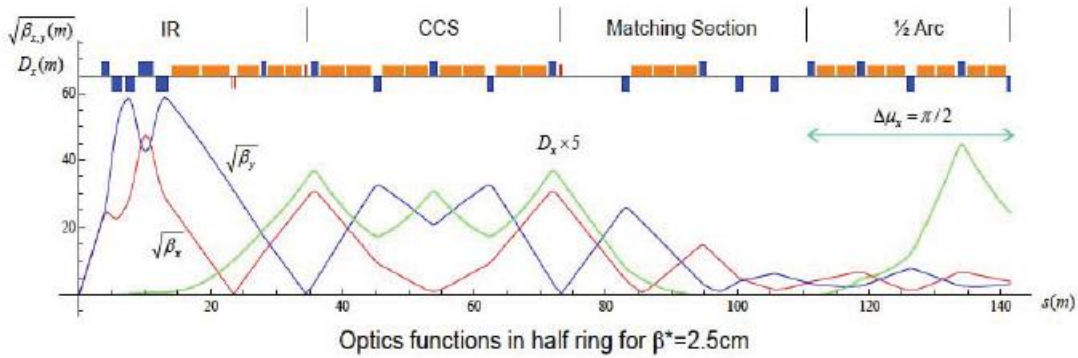 √β_{x,y}(m) IR CCS Matching Section ½ Arc
D_x(m)
60
Δμ_x = π/2
D_x×5
√β_y
40
20
√β_x
20 40 60 80 100 120 140 s(m)
Optics functions in half ring for β*=2.5cm